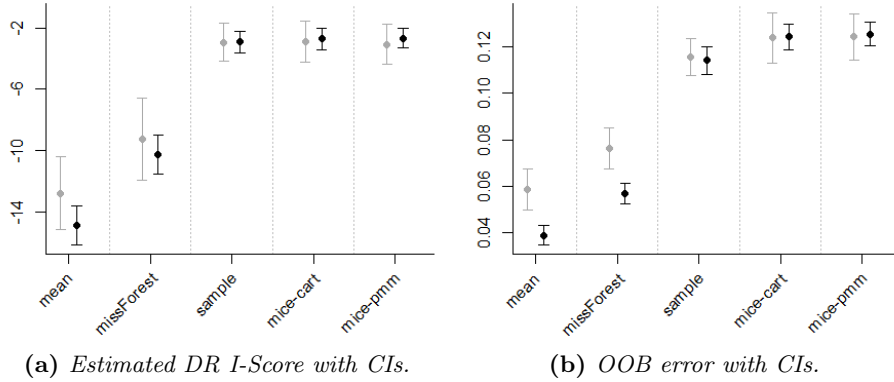 -2
-6
-10
-14
mean
missForest
sample
mice-cart
mice-pmm
(a) Estimated DR I-Score with CIs.
0.12
0.10
0.08
0.06
0.04
mean
missForest
sample
mice-cart
mice-pmm
(b) OOB error with CIs.